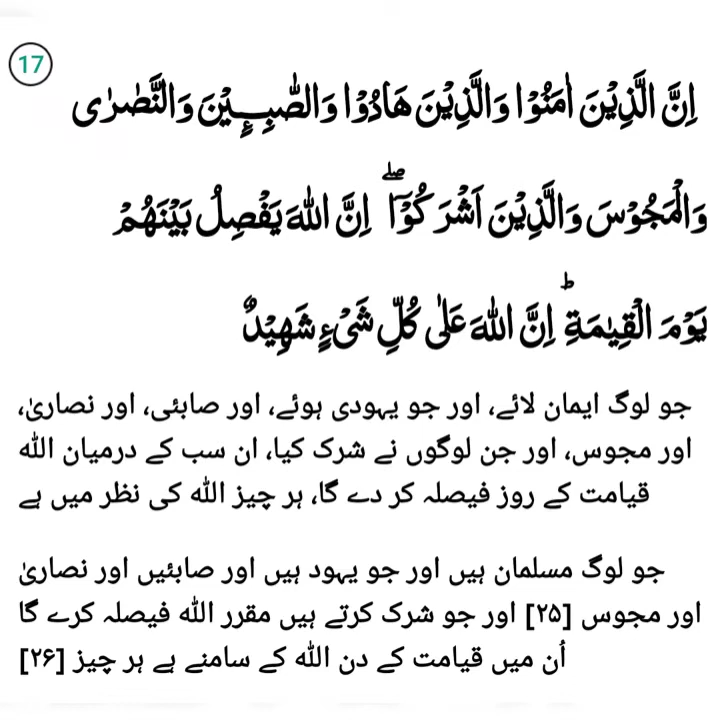 17
اِنَّ الَّذِيۡنَ اٰمَنُوۡا وَالَّذِيۡنَ هَادُوۡا وَالصّٰبِـِٕيۡنَ وَالنَّصٰرٰى
وَالۡمَجُوۡسَ وَالَّذِيۡنَ اَشۡرَكُوۡۤا ۖ اِنَّ اللّٰهَ يَفۡصِلُ بَيۡنَهُمۡ
يَوۡمَ الۡقِيٰمَةِ ؕ اِنَّ اللّٰهَ عَلٰى كُلِّ شَىۡءٍ شَهِيۡدٌ
جو لوگ ایمان لائے، اور جو یہودی ہوئے، اور صابئی، اور نصاریٰ،
اور مجوس، اور جن لوگوں نے شرک کیا، ان سب کے درمیان اللہ
قیامت کے روز فیصلہ کر دے گا، ہر چیز اللہ کی نظر میں ہے
جو لوگ مسلمان ہیں اور جو یہود ہیں اور صابئیں اور نصاریٰ
اور مجوس [۲۵] اور جو شرک کرتے ہیں مقرر اللہ فیصلہ کرے گا
اُن میں قیامت کے دن اللہ کے سامنے ہے ہر چیز [۲۶]